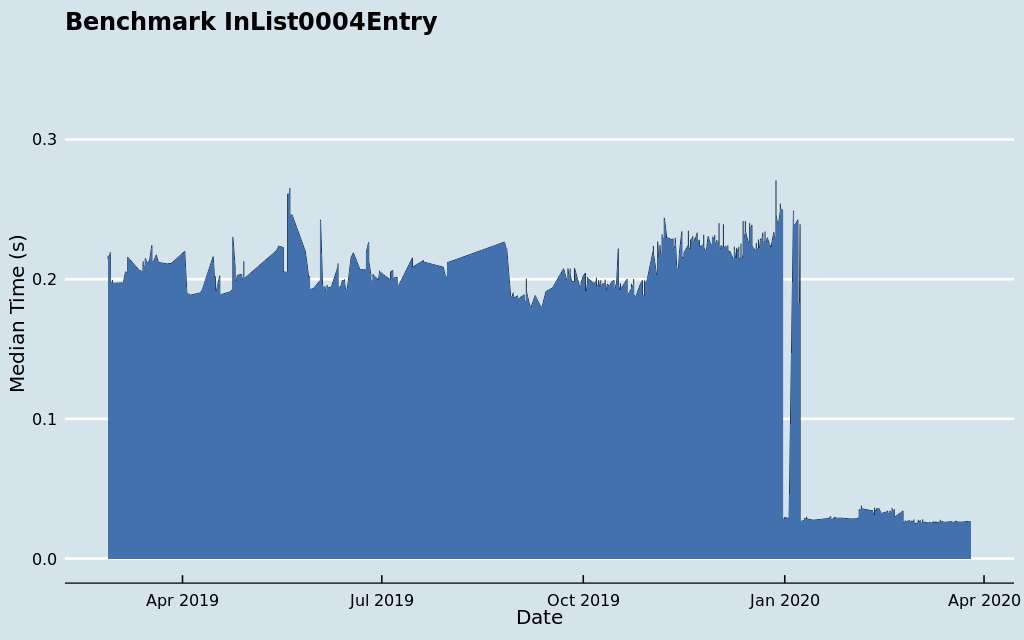 Benchmark InList0004Entry
0.3
0.2
0.1
0.0
Median Time (s)
Apr 2019
Jul 2019
Oct 2019
Jan 2020
Apr 2020
Date